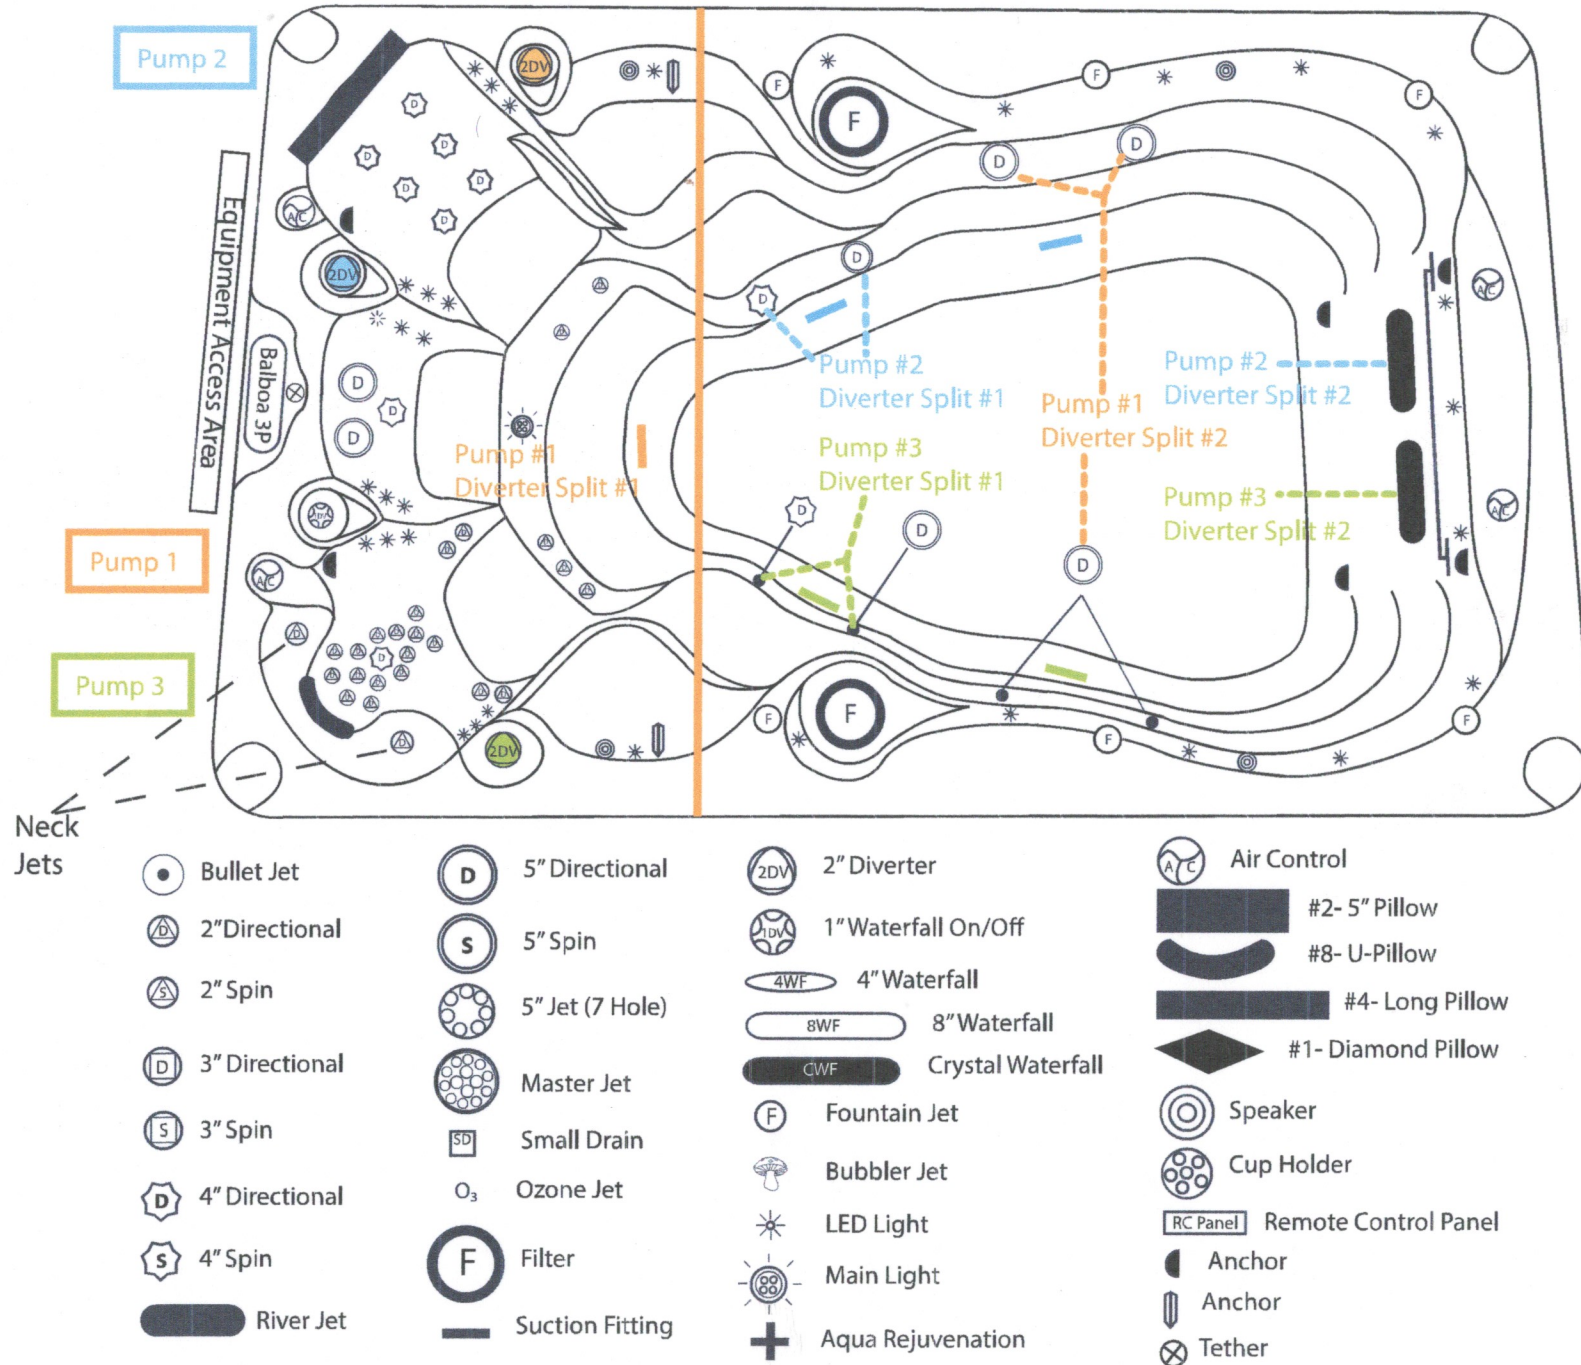 Pump 2
2DV
F
F
F
F
D
D
D
D
D
D
D
D
A/C
2DV
Equipment Access Area
Balboa 3P
D
D
D
D
D
Pump #2
Diverter Split #1
Pump #1
Diverter Split #2
Pump #2
Diverter Split #2
A/C
Pump #1
Diverter Split #1
Pump #3
Diverter Split #1
Pump #3
Diverter Split #2
A/C
D
D
D
Pump 1
A/C
D
D
Pump 3
D
2DV
F
F
F
F
Neck
Jets
Bullet Jet
D 2" Directional
S 2" Spin
D 3" Directional
S 3" Spin
D 4" Directional
S 4" Spin
River Jet
D 5" Directional
S 5" Spin
5" Jet (7 Hole)
Master Jet
SD Small Drain
O₃ Ozone Jet
F Filter
Suction Fitting
2DV 2" Diverter
1DV 1" Waterfall On/Off
4WF 4" Waterfall
8WF 8" Waterfall
CWF Crystal Waterfall
F Fountain Jet
Bubbler Jet
LED Light
Main Light
Aqua Rejuvenation
A/C Air Control
#2- 5" Pillow
#8- U-Pillow
#4- Long Pillow
#1- Diamond Pillow
Speaker
Cup Holder
RC Panel Remote Control Panel
Anchor
Anchor
Tether